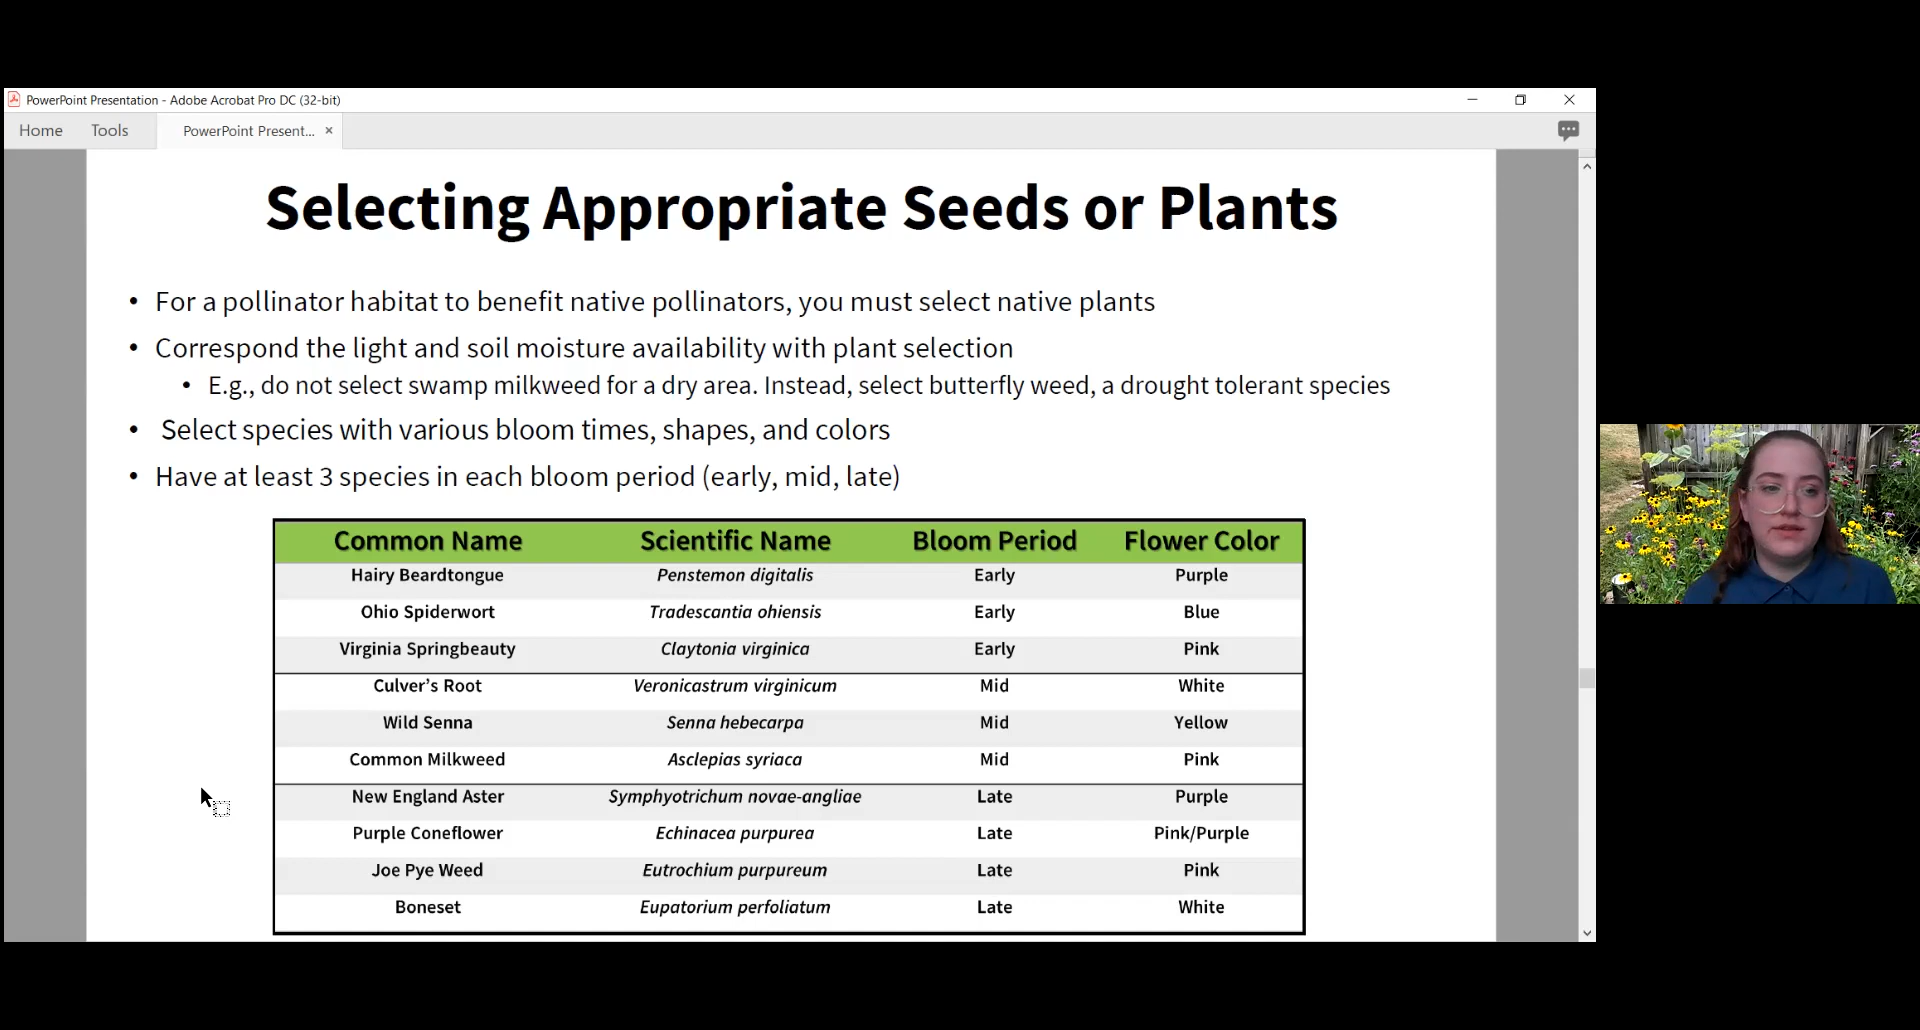 PowerPoint Presentation - Adobe Acrobat Pro DC (32-bit)
Home Tools PowerPoint Present... ×
Selecting Appropriate Seeds or Plants
• For a pollinator habitat to benefit native pollinators, you must select native plants
• Correspond the light and soil moisture availability with plant selection
• E.g., do not select swamp milkweed for a dry area. Instead, select butterfly weed, a drought tolerant species
• Select species with various bloom times, shapes, and colors
• Have at least 3 species in each bloom period (early, mid, late)
Common Name Scientific Name Bloom Period Flower Color
Hairy Beardtongue Penstemon digitalis Early Purple
Ohio Spiderwort Tradescantia ohiensis Early Blue
Virginia Springbeauty Claytonia virginica Early Pink
Culver's Root Veronicastrum virginicum Mid White
Wild Senna Senna hebecarpa Mid Yellow
Common Milkweed Asclepias syriaca Mid Pink
New England Aster Symphyotrichum novae-angliae Late Purple
Purple Coneflower Echinacea purpurea Late Pink/Purple
Joe Pye Weed Eutrochium purpureum Late Pink
Boneset Eupatorium perfoliatum Late White